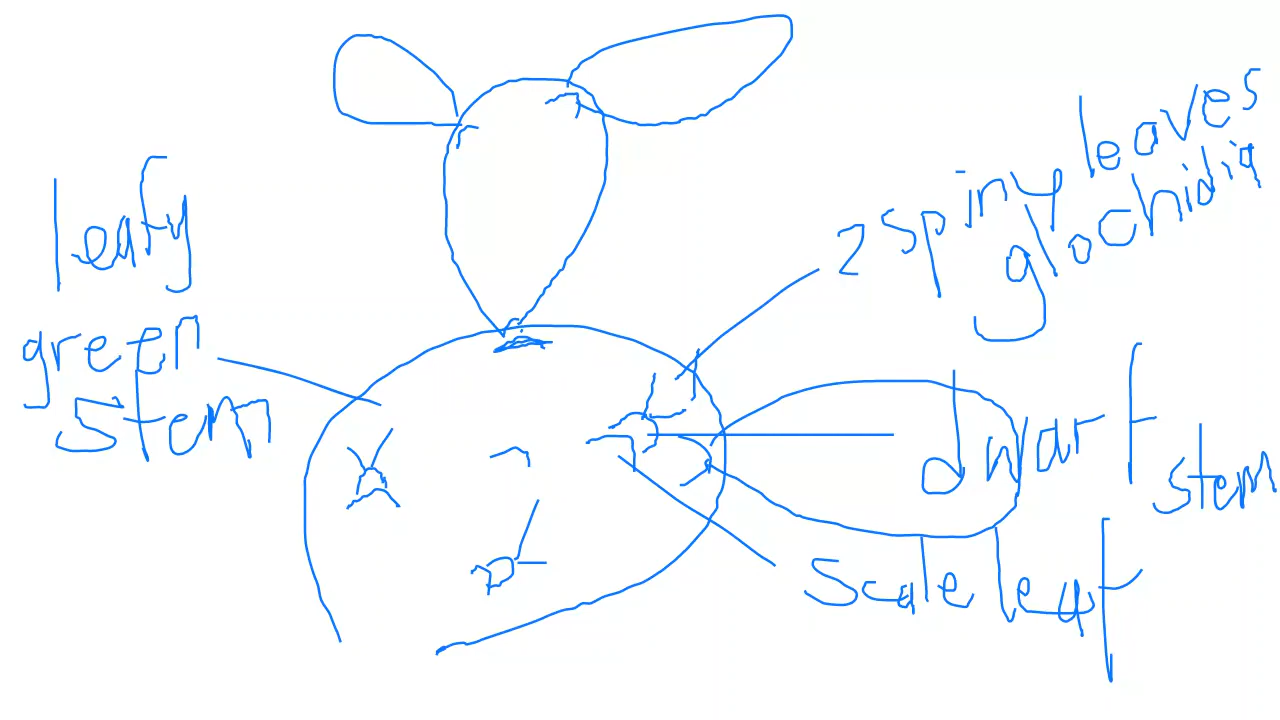 leafy
green
stem
2 spiny leaves
glochidia
dwarf
stem
scale leaf